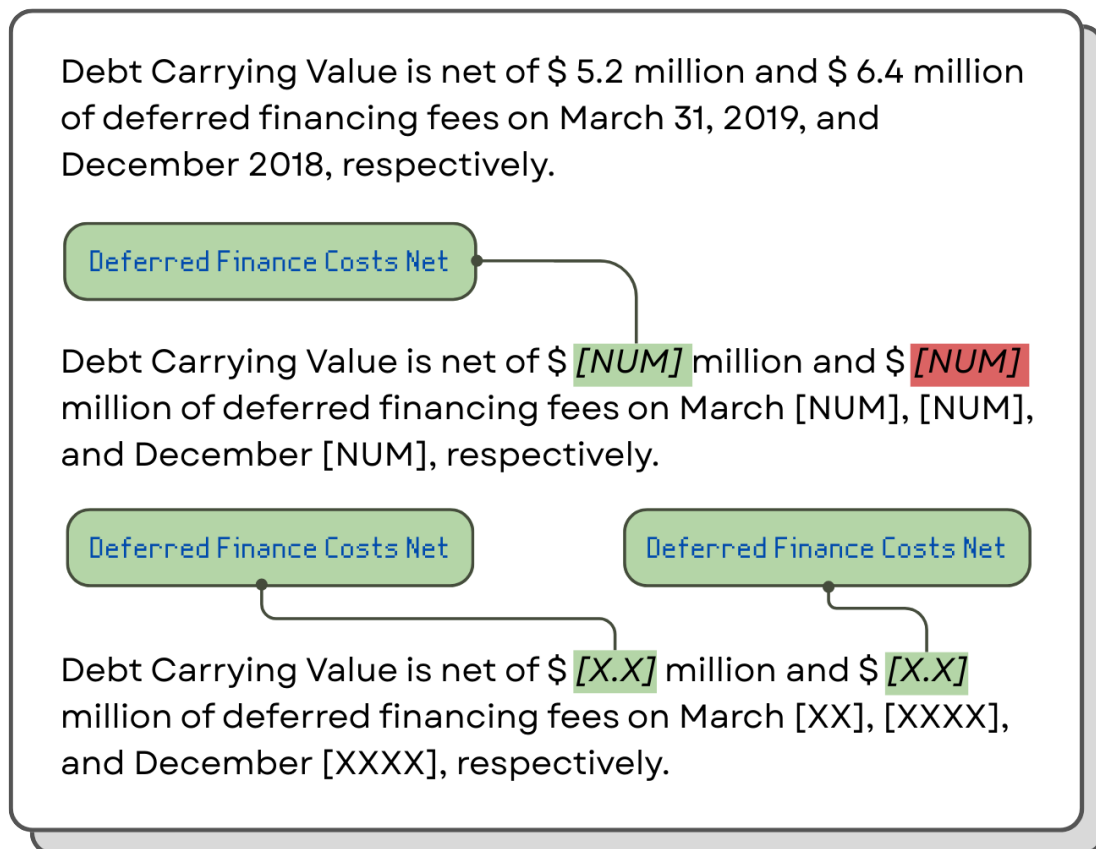 Debt Carrying Value is net of $ 5.2 million and $ 6.4 million
of deferred financing fees on March 31, 2019, and
December 2018, respectively.
Deferred Finance Costs Net
Debt Carrying Value is net of $ [NUM] million and $ [NUM]
million of deferred financing fees on March [NUM], [NUM],
and December [NUM], respectively.
Deferred Finance Costs Net
Deferred Finance Costs Net
Debt Carrying Value is net of $ [X.X] million and $ [X.X]
million of deferred financing fees on March [XX], [XXXX],
and December [XXXX], respectively.